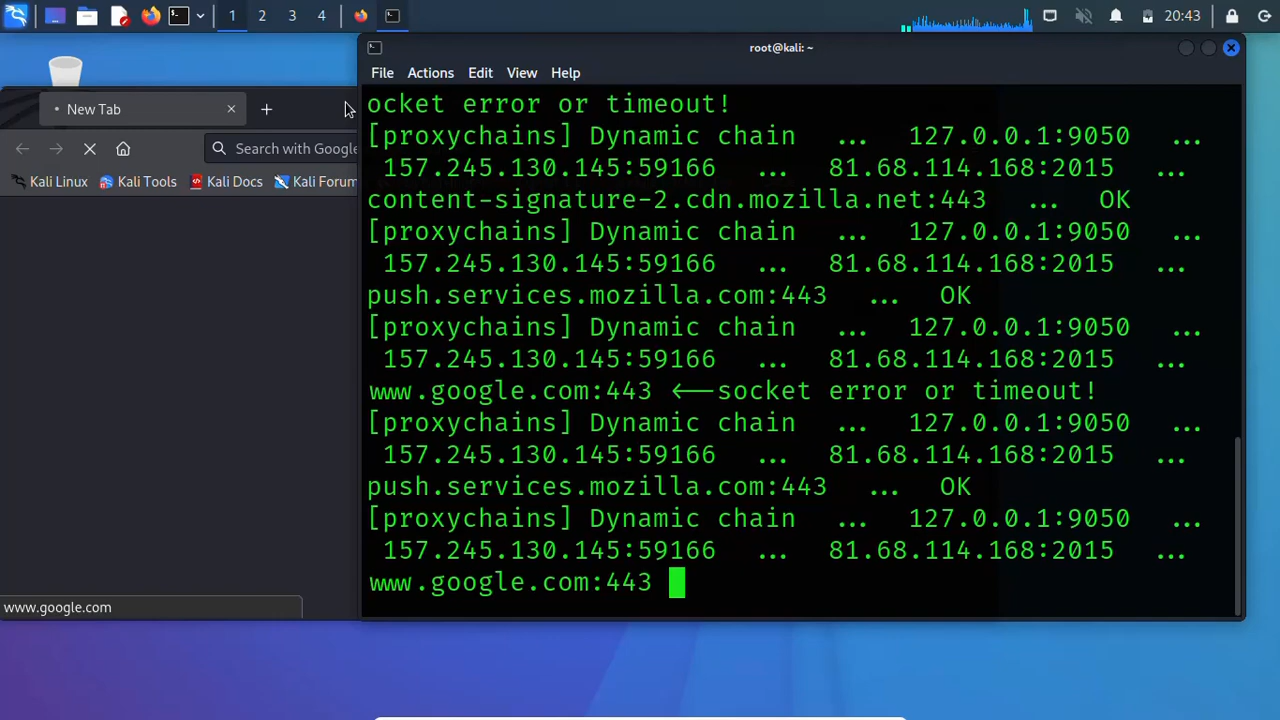 1 2 3 4 20:43
root@kali: ~
File Actions Edit View Help
New Tab
Search with Google
Kali Linux Kali Tools Kali Docs Kali Forum
ocket error or timeout!
[proxychains] Dynamic chain ... 127.0.0.1:9050 ...
157.245.130.145:59166 ... 81.68.114.168:2015 ...
content-signature-2.cdn.mozilla.net:443 ... OK
[proxychains] Dynamic chain ... 127.0.0.1:9050 ...
157.245.130.145:59166 ... 81.68.114.168:2015 ...
push.services.mozilla.com:443 ... OK
[proxychains] Dynamic chain ... 127.0.0.1:9050 ...
157.245.130.145:59166 ... 81.68.114.168:2015 ...
www.google.com:443 <--socket error or timeout!
[proxychains] Dynamic chain ... 127.0.0.1:9050 ...
157.245.130.145:59166 ... 81.68.114.168:2015 ...
push.services.mozilla.com:443 ... OK
[proxychains] Dynamic chain ... 127.0.0.1:9050 ...
157.245.130.145:59166 ... 81.68.114.168:2015 ...
www.google.com:443
www.google.com